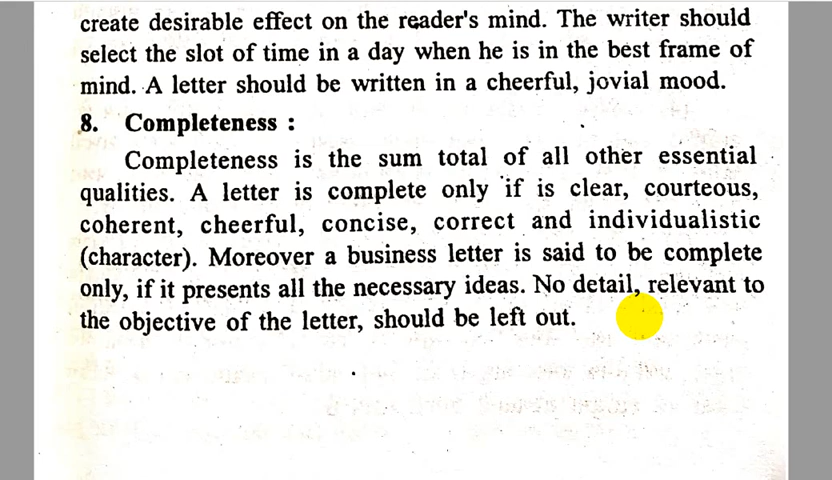 create desirable effect on the reader's mind. The writer should
select the slot of time in a day when he is in the best frame of
mind. A letter should be written in a cheerful, jovial mood.
8. Completeness :
Completeness is the sum total of all other essential
qualities. A letter is complete only if is clear, courteous,
coherent, cheerful, concise, correct and individualistic
(character). Moreover a business letter is said to be complete
only, if it presents all the necessary ideas. No detail, relevant to
the objective of the letter, should be left out.